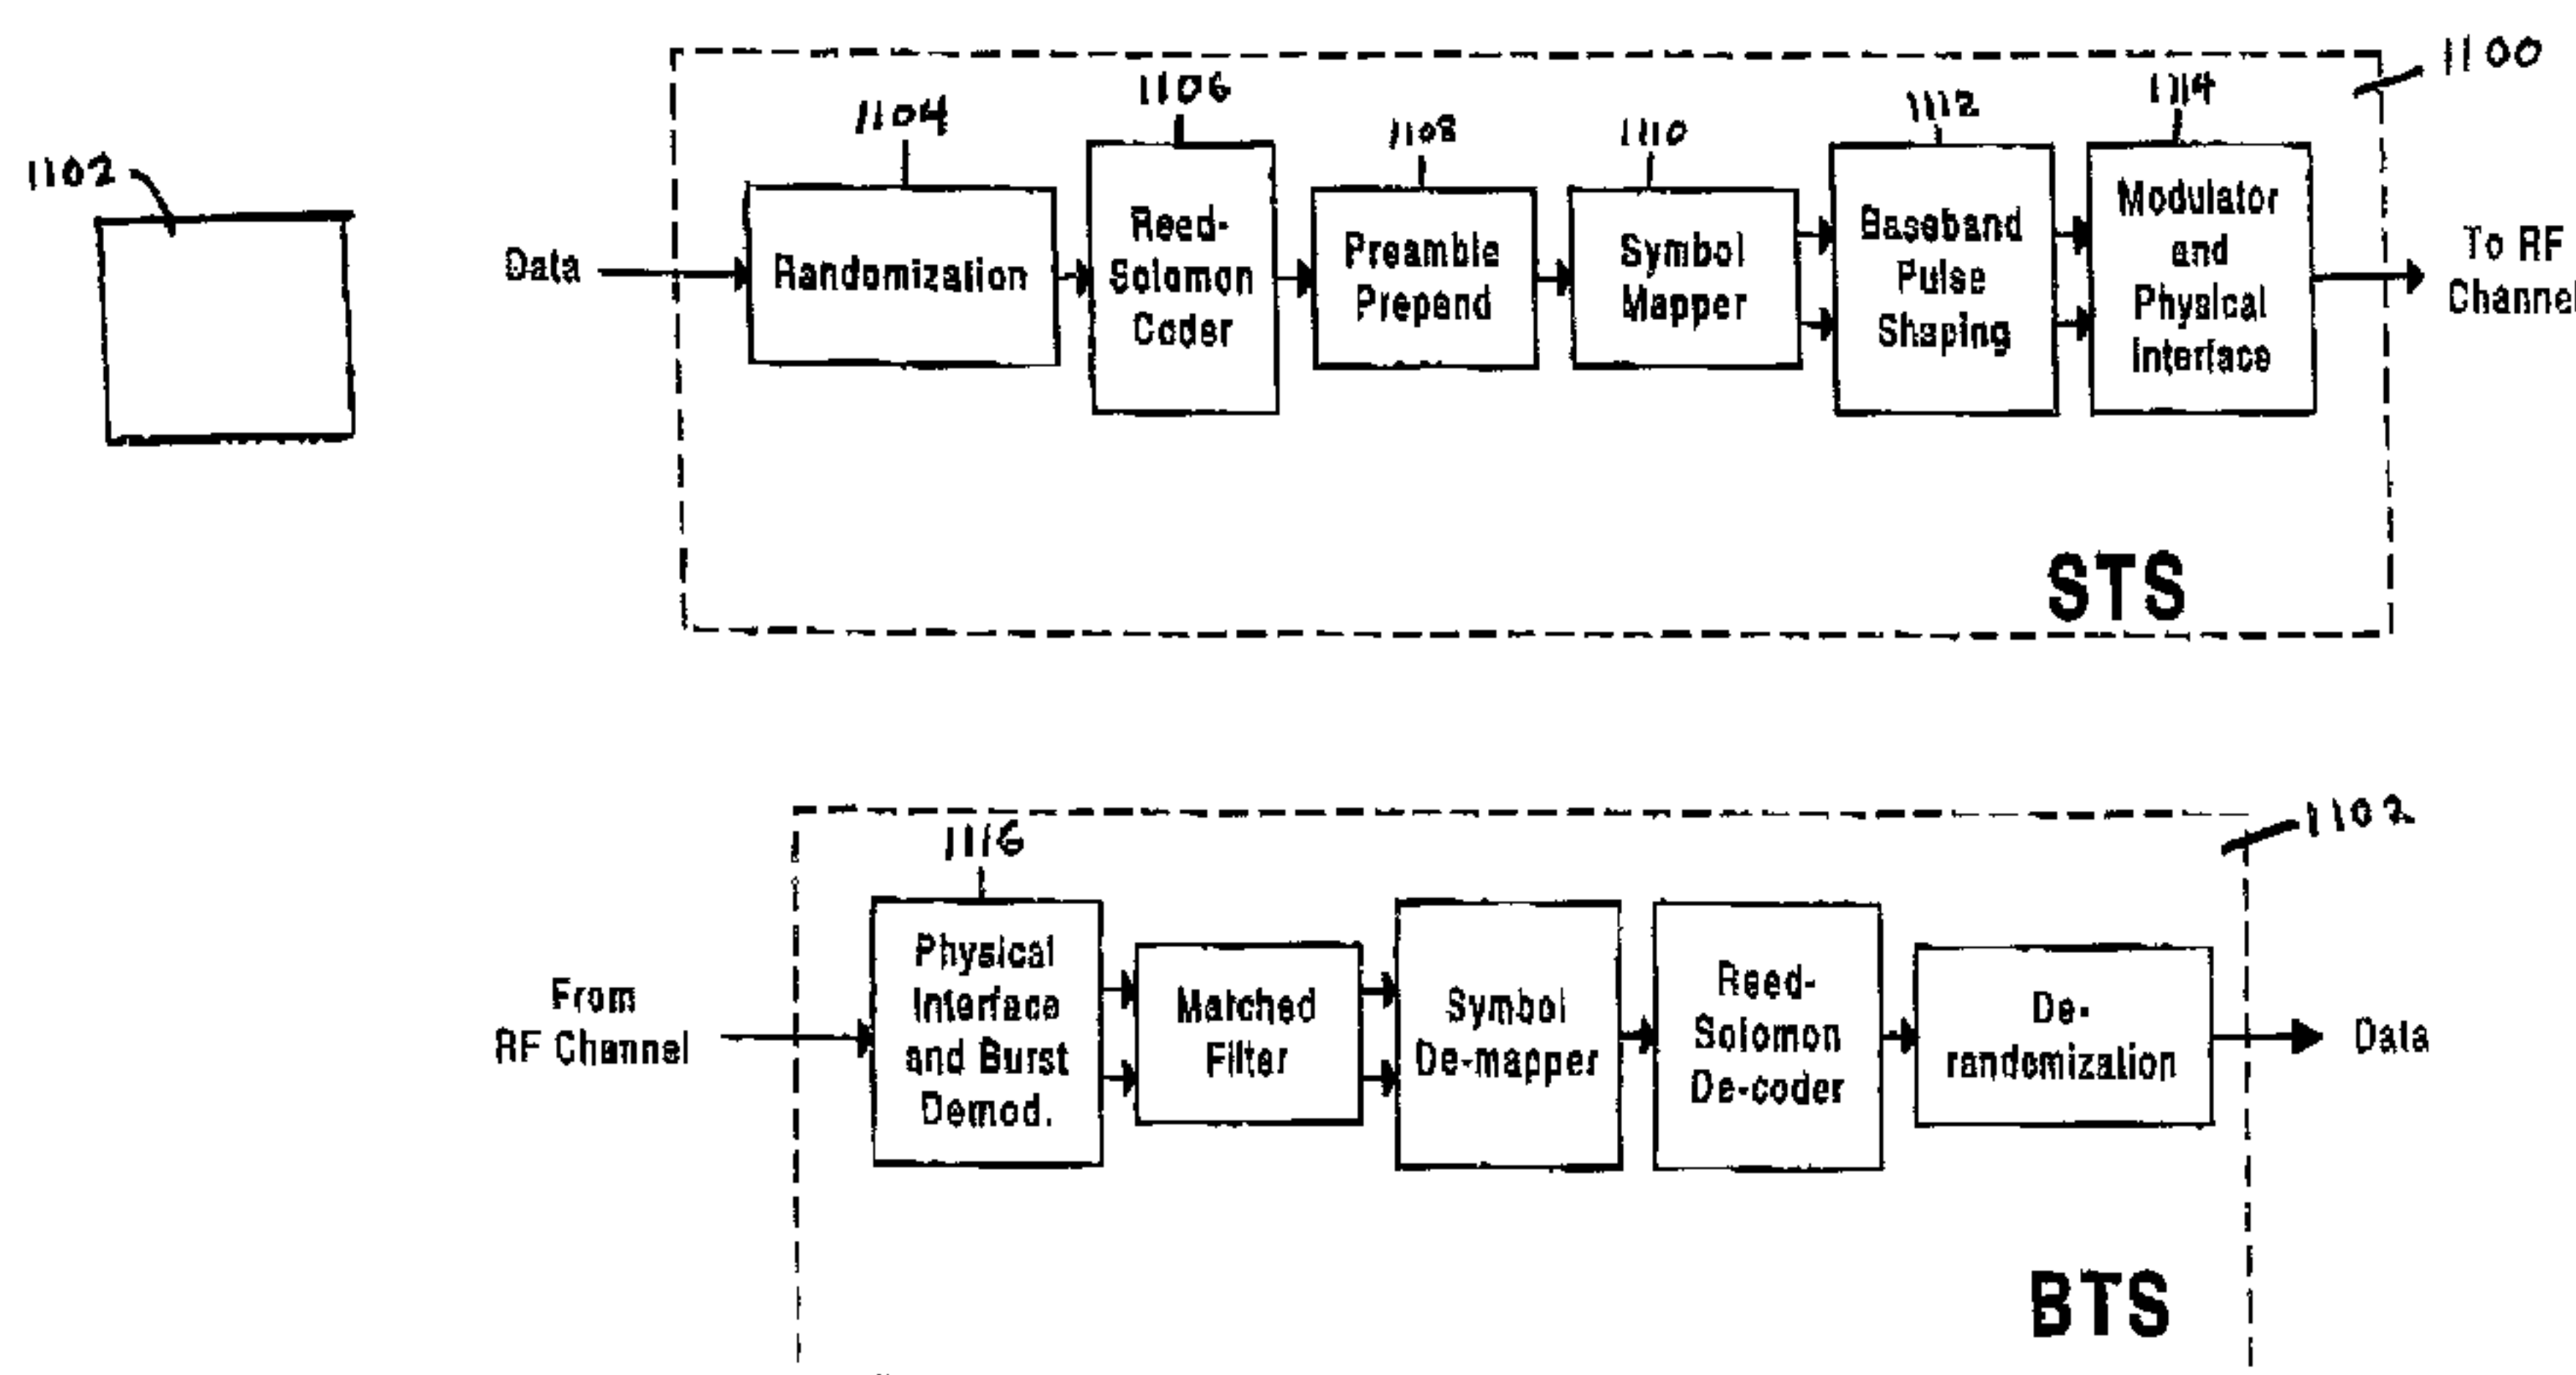 1100
1106
1104
1112
1114
1108
1110
1102
Data
Randomization
Reed-
Solomon
Coder
Preamble
Prepend
Symbol
Mapper
Baseband
Pulse
Shaping
Modulator
and
Physical
Interface
To RF
Channel
STS
1102
1116
From
RF Channel
Physical
Interface
and Burst
Demod.
Matched
Filter
Symbol
De-mapper
Reed-
Solomon
De-coder
De-
randomization
Data
BTS